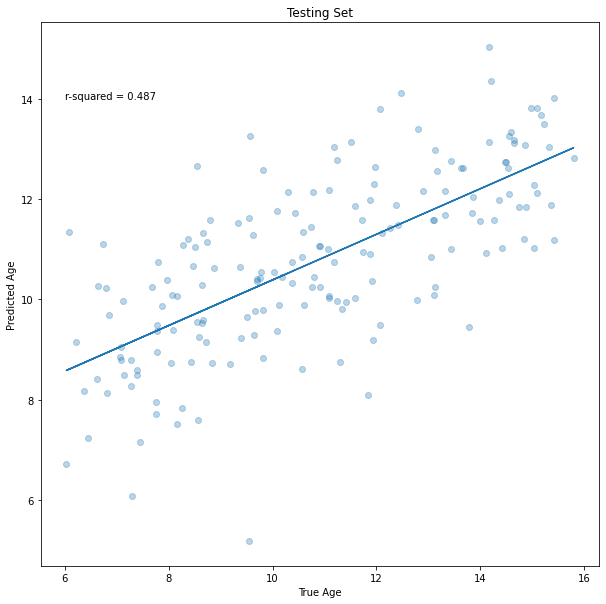 Testing Set
r-squared = 0.487
14
12
10
8
6
Predicted Age
6
8
10
12
14
16
True Age